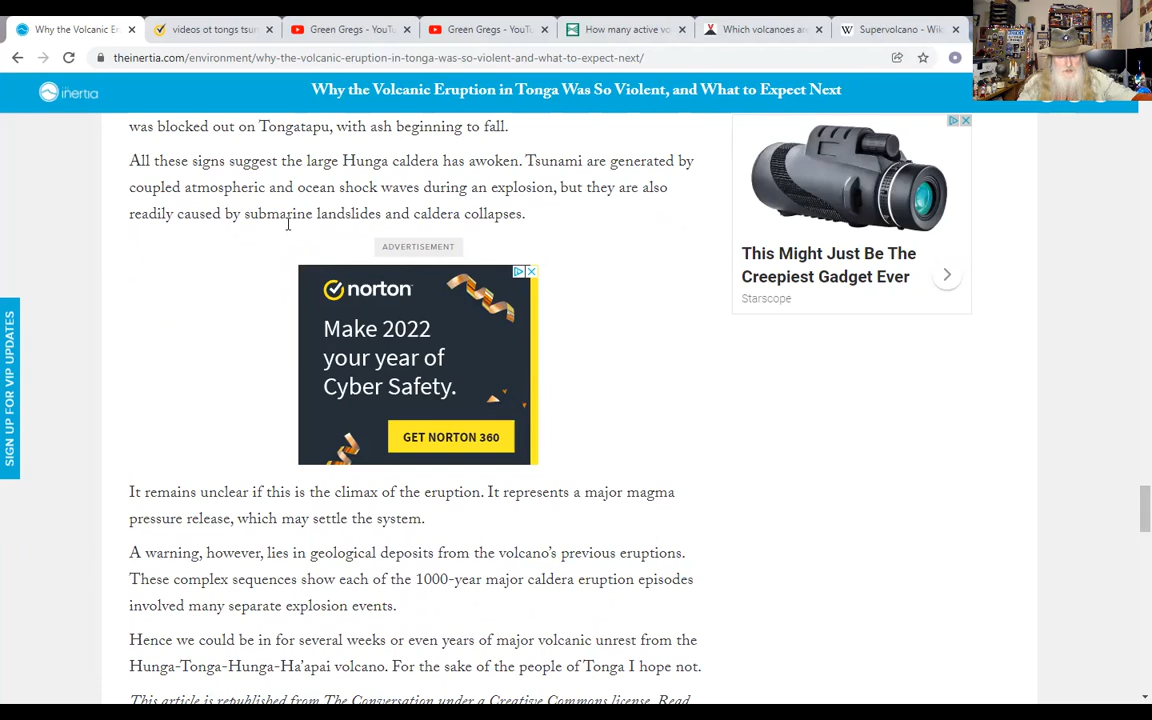 Why the Volcanic E
videos ot tongs tsun
Green Gregs - YouTu
Green Gregs - YouTu
How many active vo
Which volcanoes are
Supervolcano - Wiki
theinertia.com/environment/why-the-volcanic-eruption-in-tonga-was-so-violent-and-what-to-expect-next/
inertia
Why the Volcanic Eruption in Tonga Was So Violent, and What to Expect Next
was blocked out on Tongatapu, with ash beginning to fall.
All these signs suggest the large Hunga caldera has awoken. Tsunami are generated by
coupled atmospheric and ocean shock waves during an explosion, but they are also
readily caused by submarine landslides and caldera collapses.
ADVERTISEMENT
norton
Make 2022
your year of
Cyber Safety.
GET NORTON 360
This Might Just Be The
Creepiest Gadget Ever
Starscope
SIGN UP FOR VIP UPDATES
It remains unclear if this is the climax of the eruption. It represents a major magma
pressure release, which may settle the system.
A warning, however, lies in geological deposits from the volcano's previous eruptions.
These complex sequences show each of the 1000-year major caldera eruption episodes
involved many separate explosion events.
Hence we could be in for several weeks or even years of major volcanic unrest from the
Hunga-Tonga-Hunga-Ha'apai volcano. For the sake of the people of Tonga I hope not.
This article is republished from The Conversation under a Creative Commons license. Read